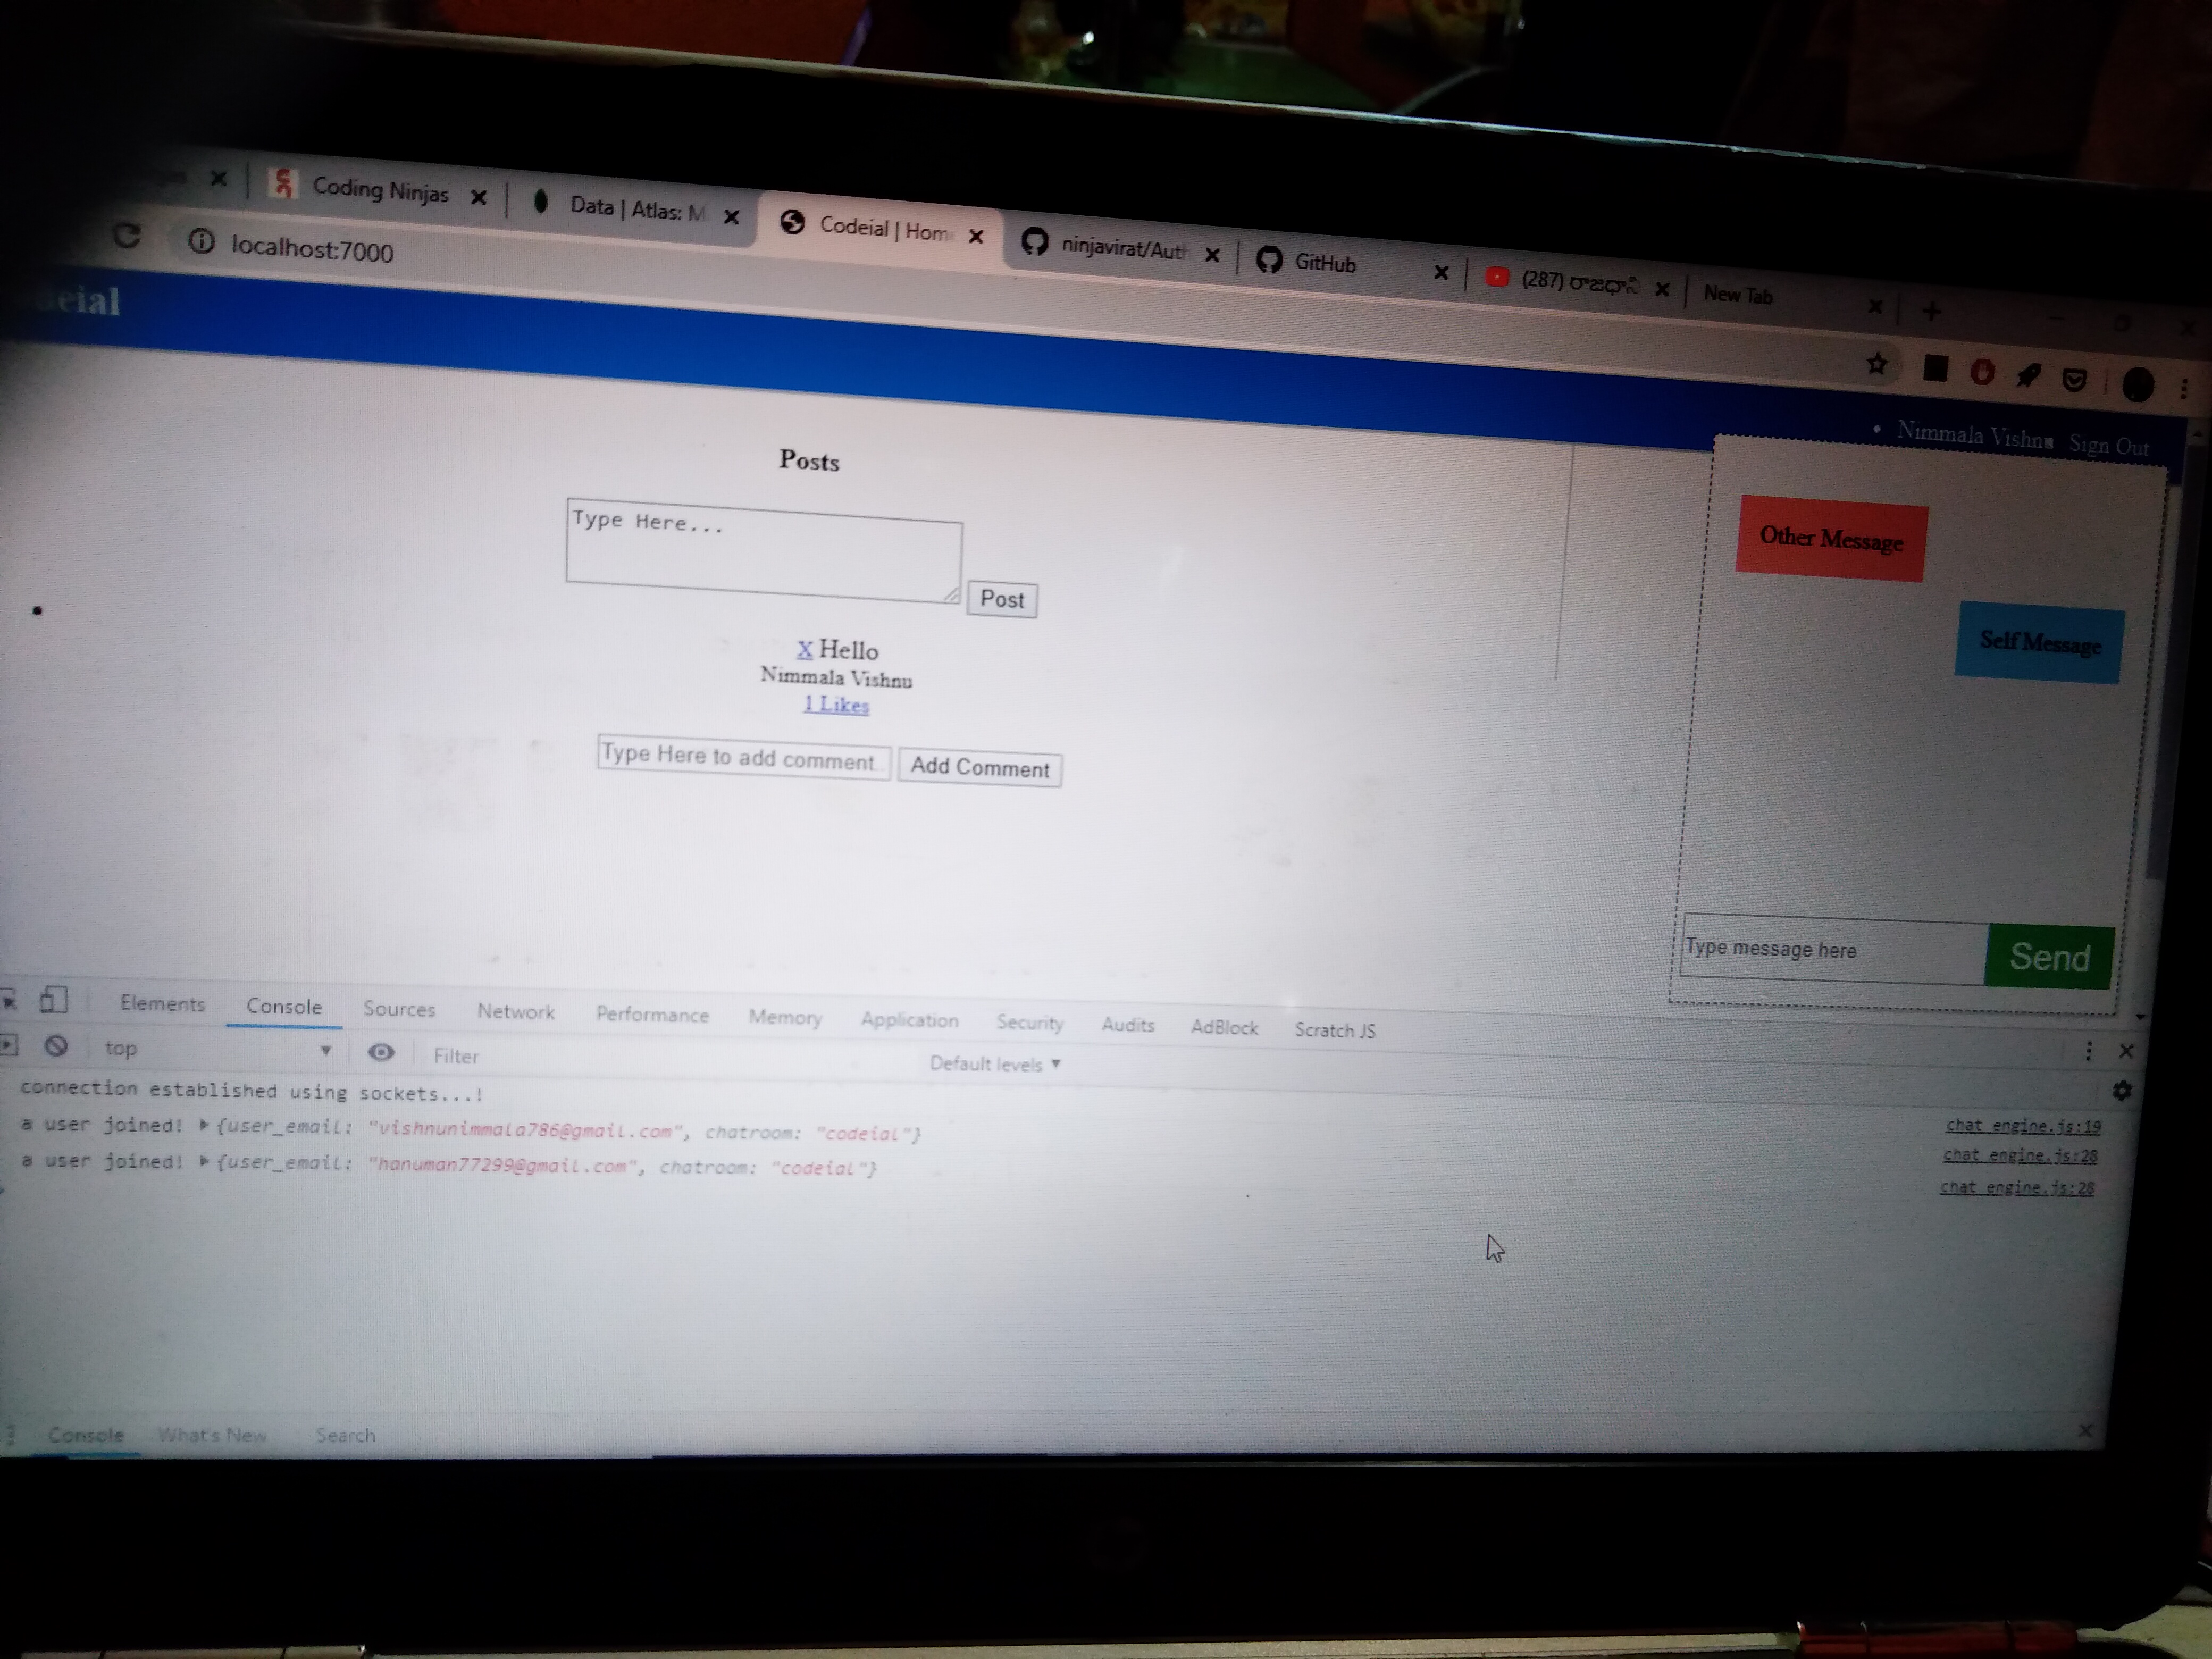 Coding Ninjas
Data | Atlas: M
Codeial | Hom
ninjavirat/Aut
GitHub
(287) రాజధాని
New Tab
localhost:7000
deial
Nimmala Vishnu
Sign Out
Posts
Type Here...
Post
X Hello
Nimmala Vishnu
1 Likes
Type Here to add comment
Add Comment
Other Message
Self Message
Type message here
Send
Elements Console Sources Network Performance Memory Application Security Audits AdBlock Scratch JS
top
Filter
Default levels ▼
connection established using sockets...!
chat_engine.js:19
a user joined! ▶{user_email: "vishnunimmala786@gmail.com", chatroom: "codeial"}
chat_engine.js:28
a user joined! ▶{user_email: "hanuman77299@gmail.com", chatroom: "codeial"}
chat_engine.js:28
Console What's New Search